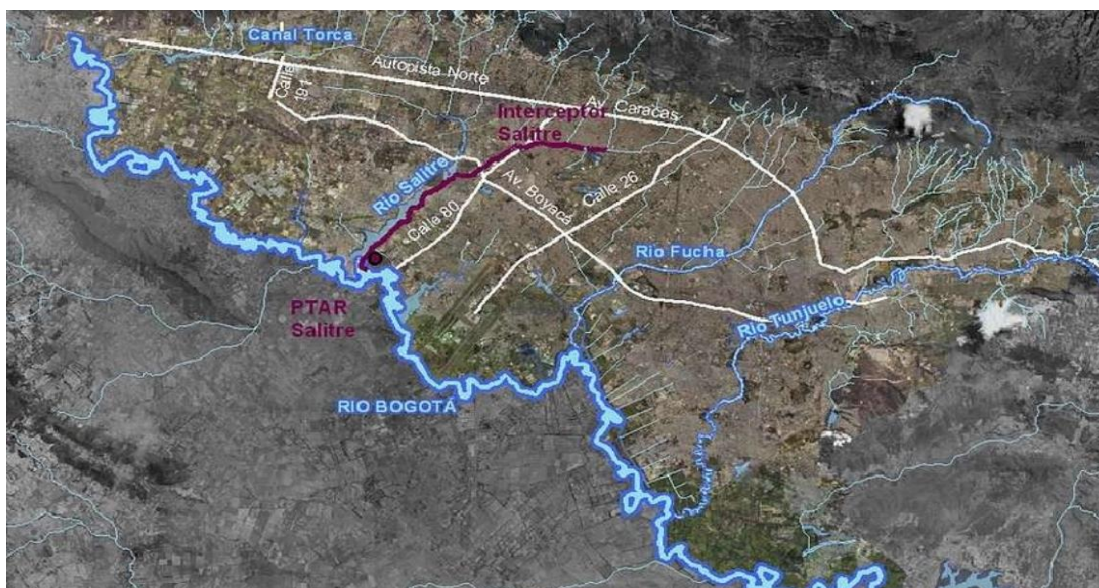 Canal Torca
Autopista Norte
Calle
191
Av. Caracas
Interceptor
Salitre
Rio Salitre
Av. Boyacá
Calle 26
Calle 80
Rio Fucha
PTAR
Salitre
Rio Tunjuelo
RIO BOGOTÁ